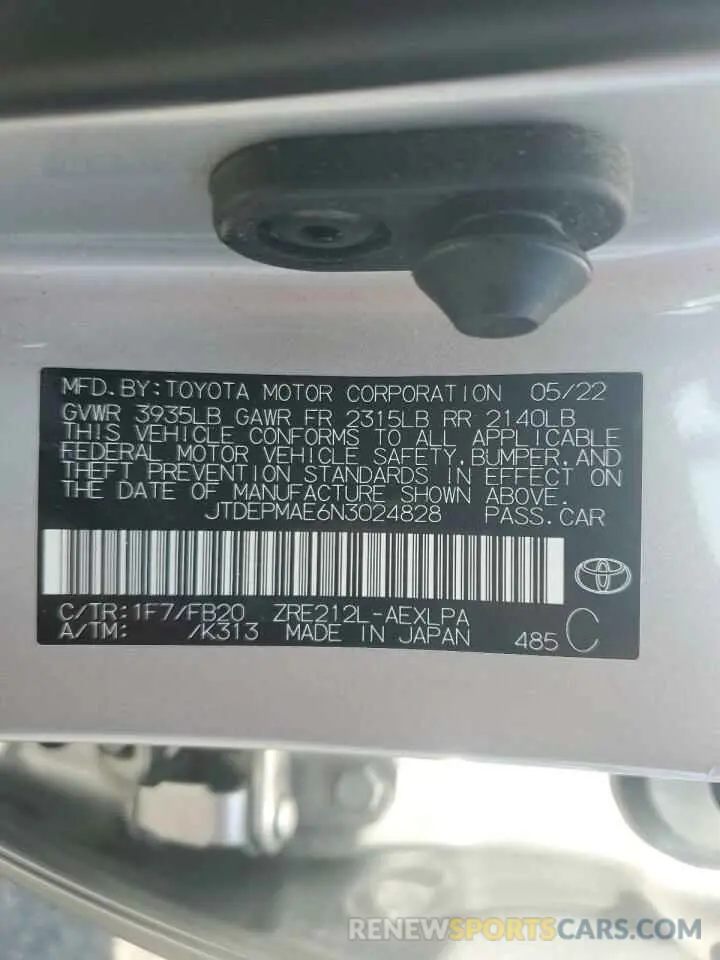 MFD. BY: TOYOTA MOTOR CORPORATION 05/22
GVWR 3935LB GAWR FR 2315LB RR 2140LB
THIS VEHICLE CONFORMS TO ALL APPLICABLE
FEDERAL MOTOR VEHICLE SAFETY, BUMPER, AND
THEFT PREVENTION STANDARDS IN EFFECT ON
THE DATE OF MANUFACTURE SHOWN ABOVE.
JTDEPMAE6N3024828 PASS. CAR
C/TR: 1F7/FB20 ZRE212L-AEXLPA
A/TM: /K313 MADE IN JAPAN 485 C
RENEWSPORTSCARS.COM